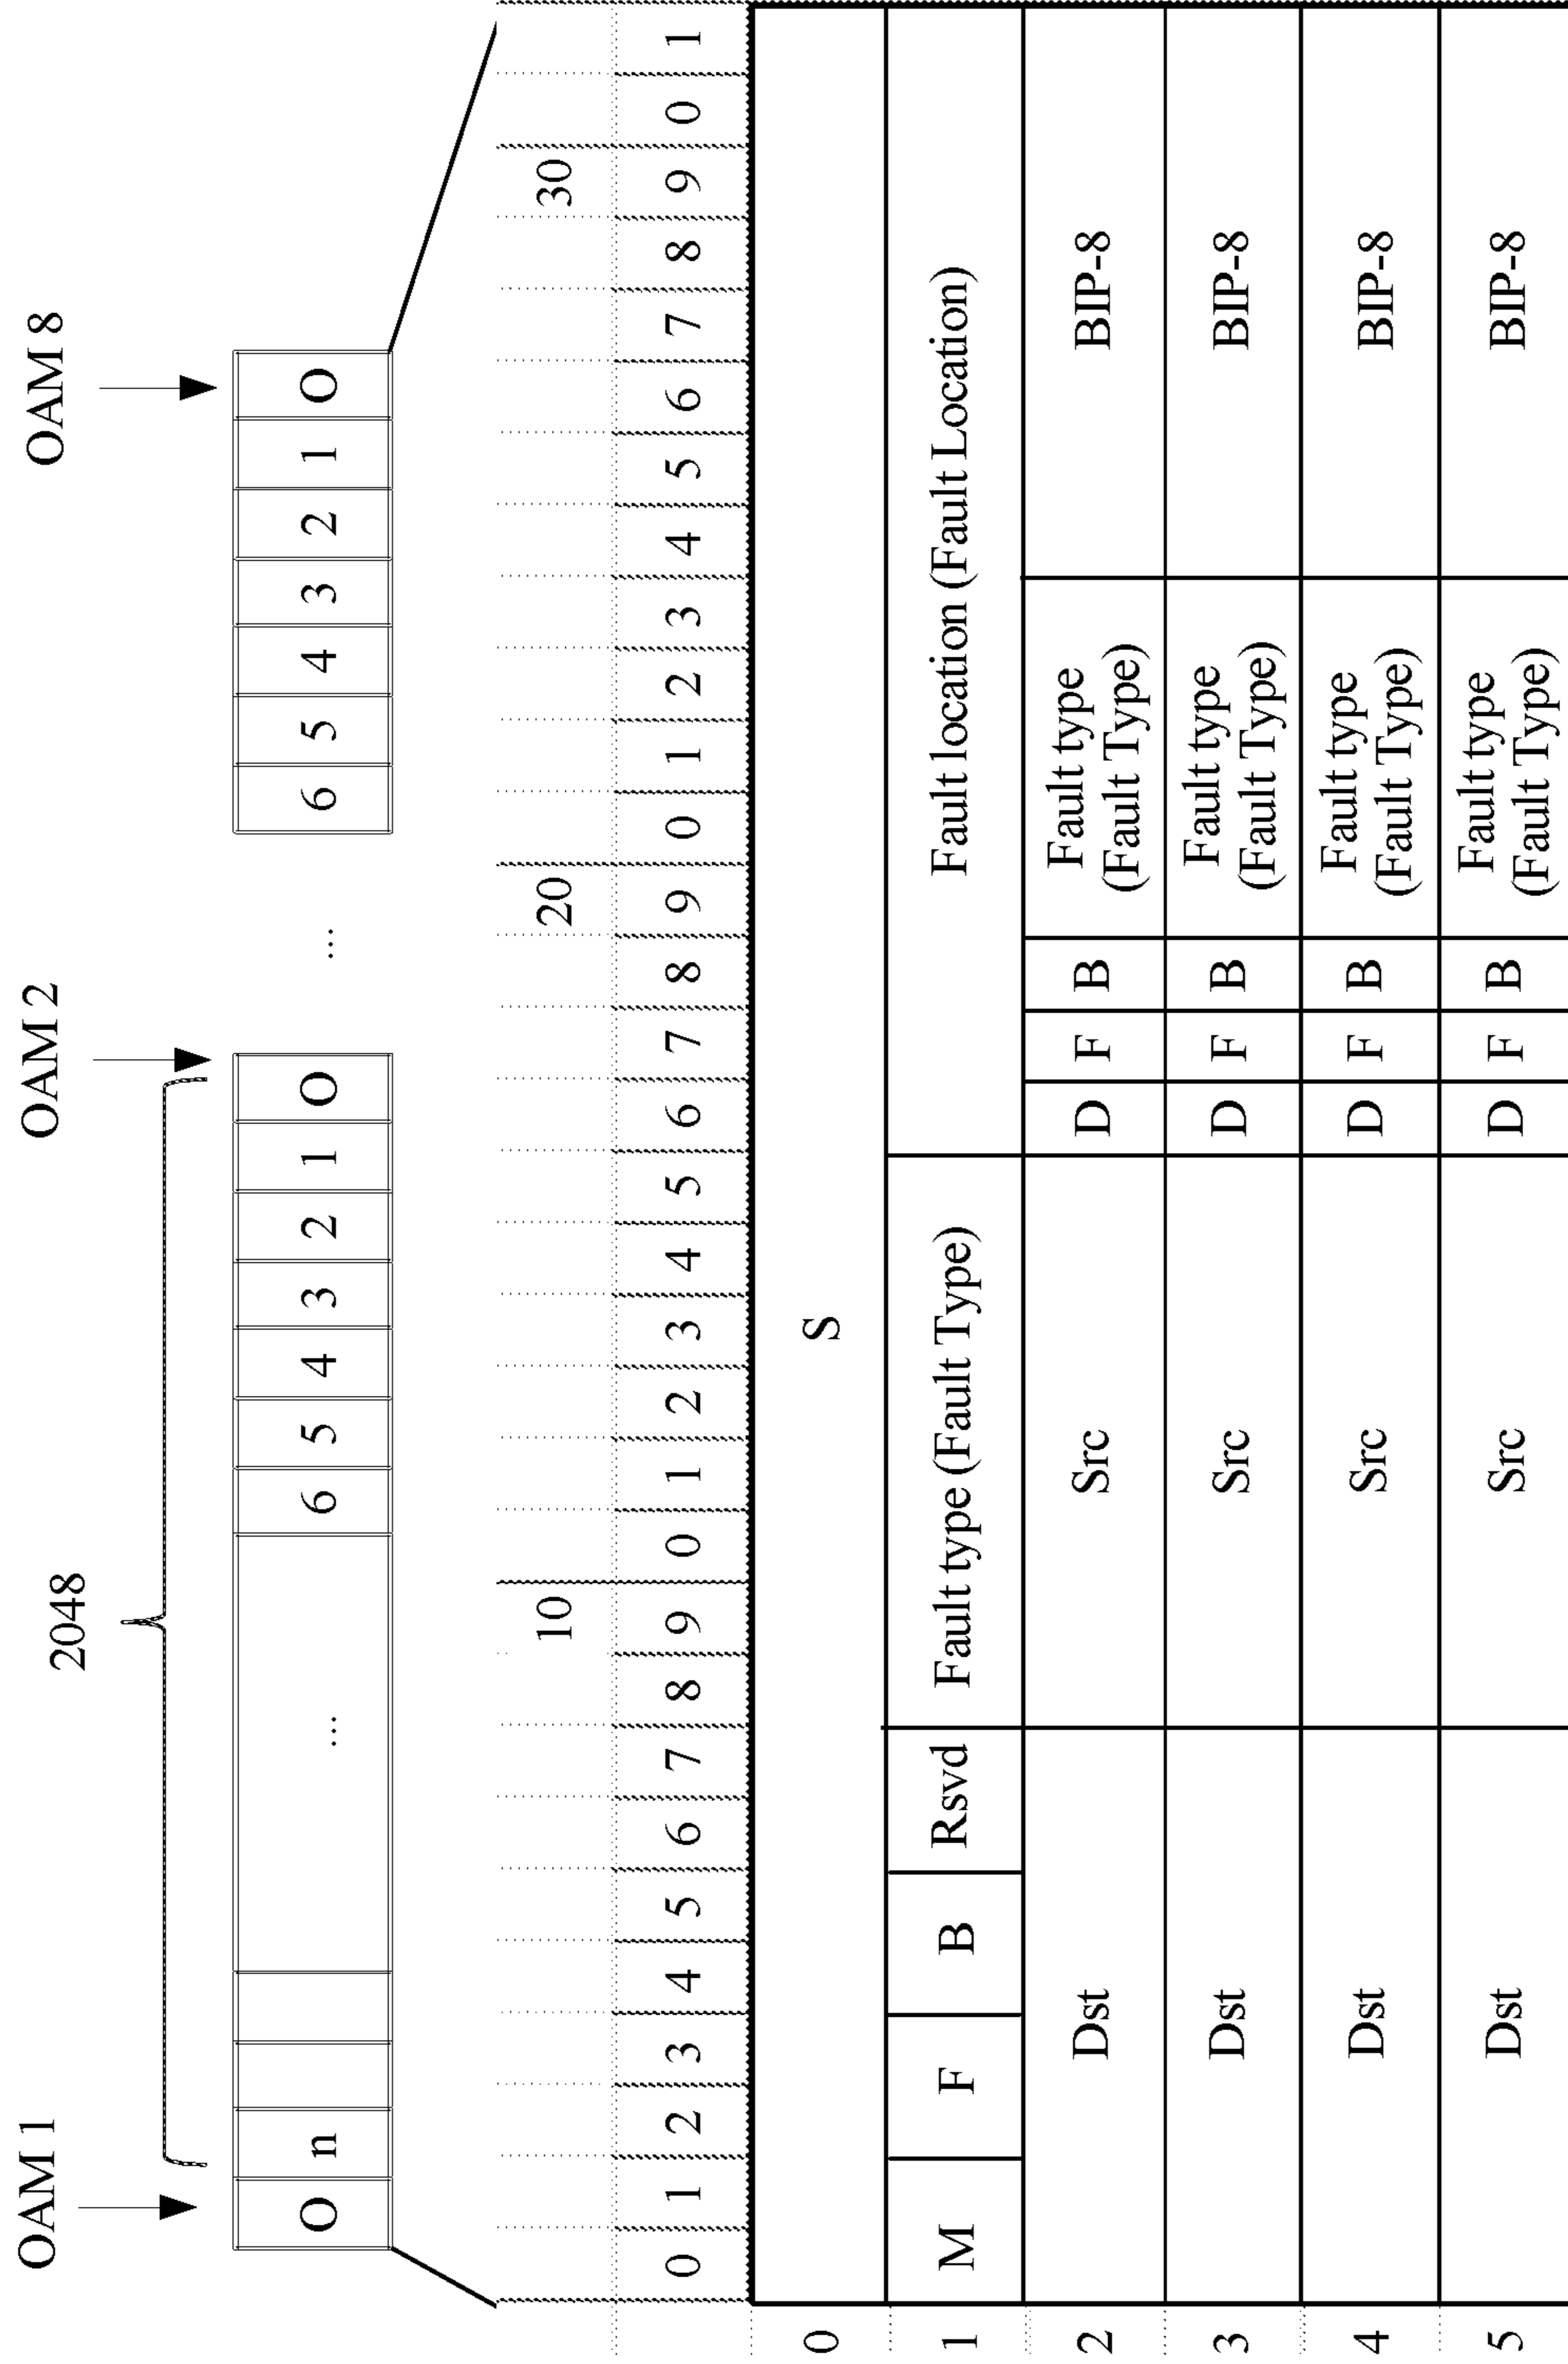 OAM 1 OAM 2 OAM 8
2048
O n ... 6 5 4 3 2 1 O ... 6 5 4 3 2 1 O
10 20 30
0 1 2 3 4 5 6 7 8 9 0 1 2 3 4 5 6 7 8 9 0 1 2 3 4 5 6 7 8 9 0 1
0 S
1 M F B Rsvd Fault type (Fault Type) Fault location (Fault Location)
2 Dst Src D F B Fault type
(Fault Type) BIP-8
3 Dst Src D F B Fault type
(Fault Type) BIP-8
4 Dst Src D F B Fault type
(Fault Type) BIP-8
5 Dst Src D F B Fault type
(Fault Type) BIP-8